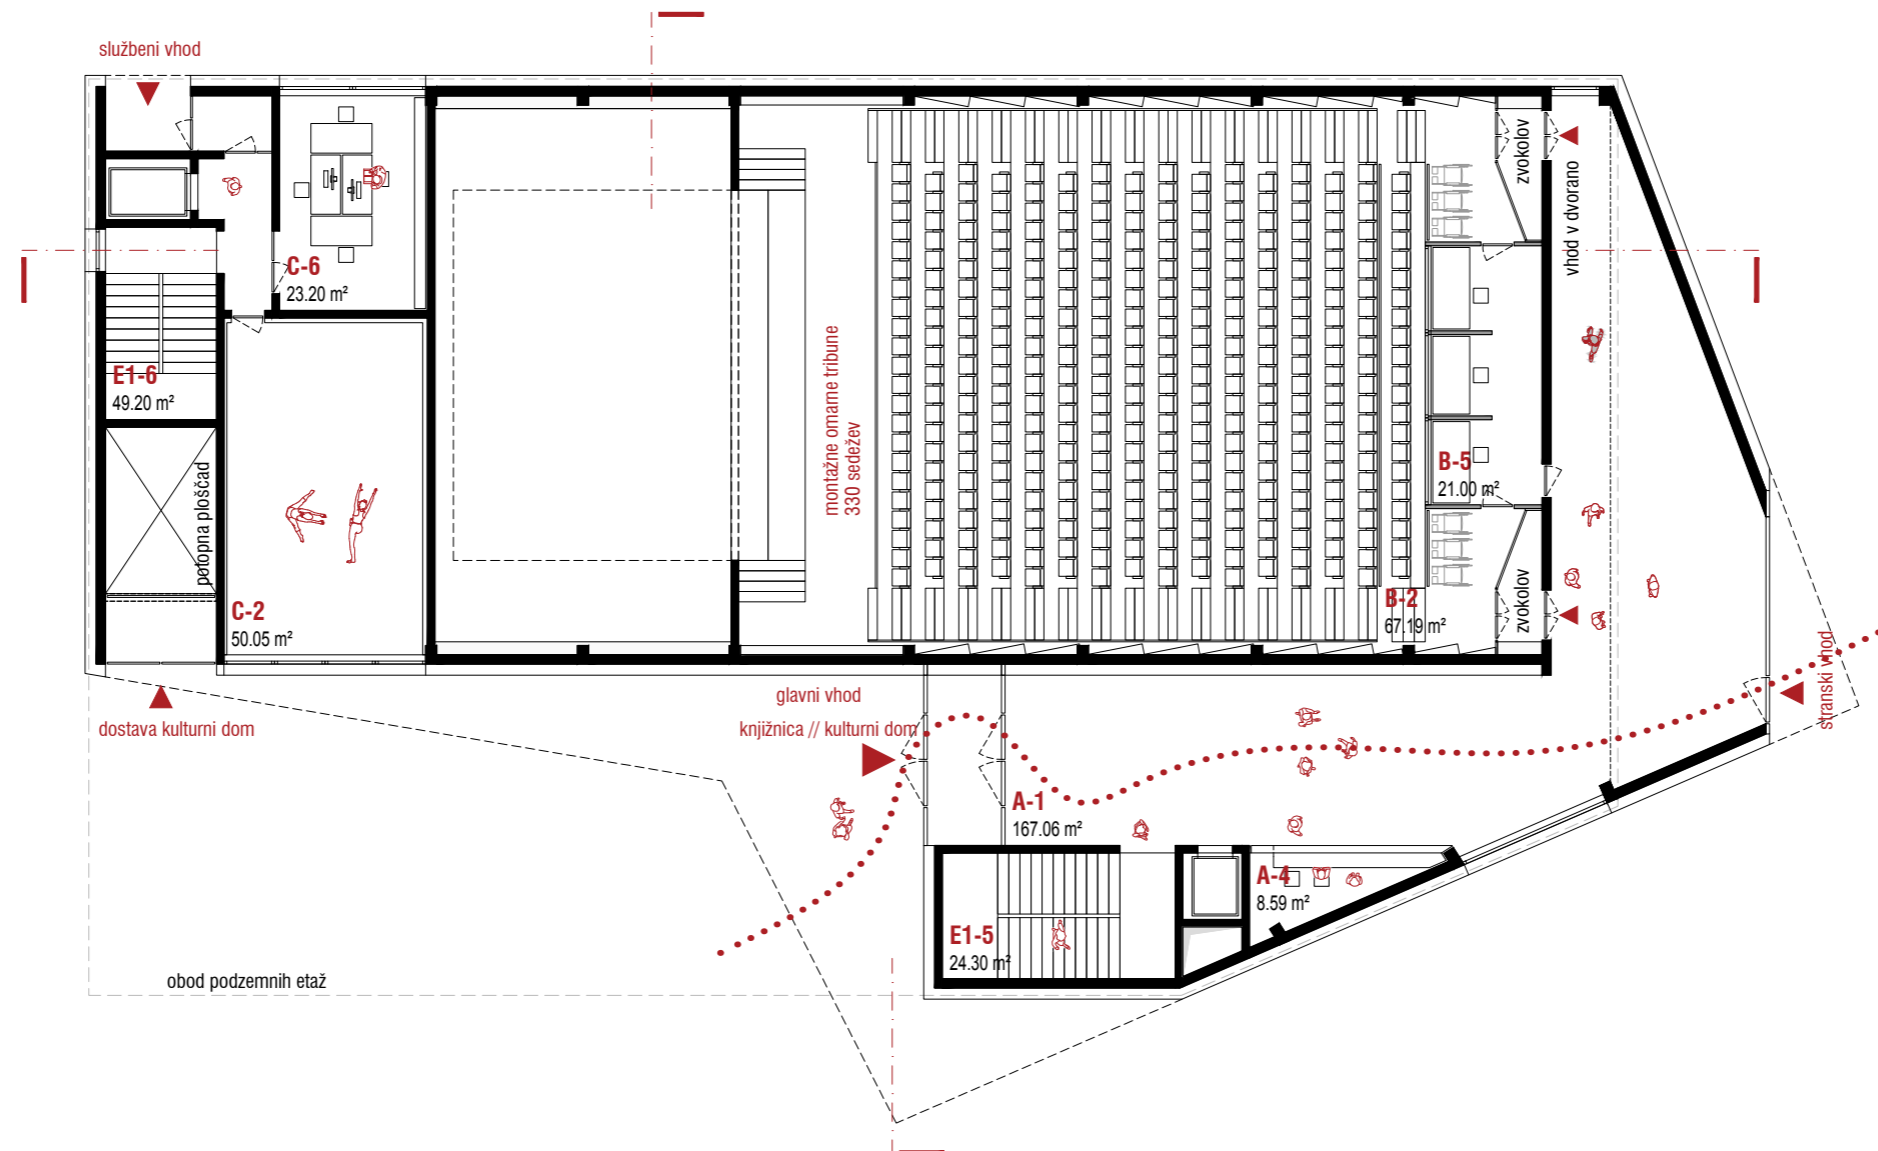 službeni vhod
zvokolov
vhod v dvorano
C-6
23.20 m²
montažne omarne tribune
330 sedežev
E1-6
49.20 m²
potopna ploščad
B-5
21.00 m²
C-2
50.05 m²
B-2
67.19 m²
zvokolov
stranski vhod
glavni vhod
knjižnica // kulturni dom
dostava kulturni dom
A-1
167.06 m²
A-4
8.59 m²
E1-5
24.30 m²
obod podzemnih etaž